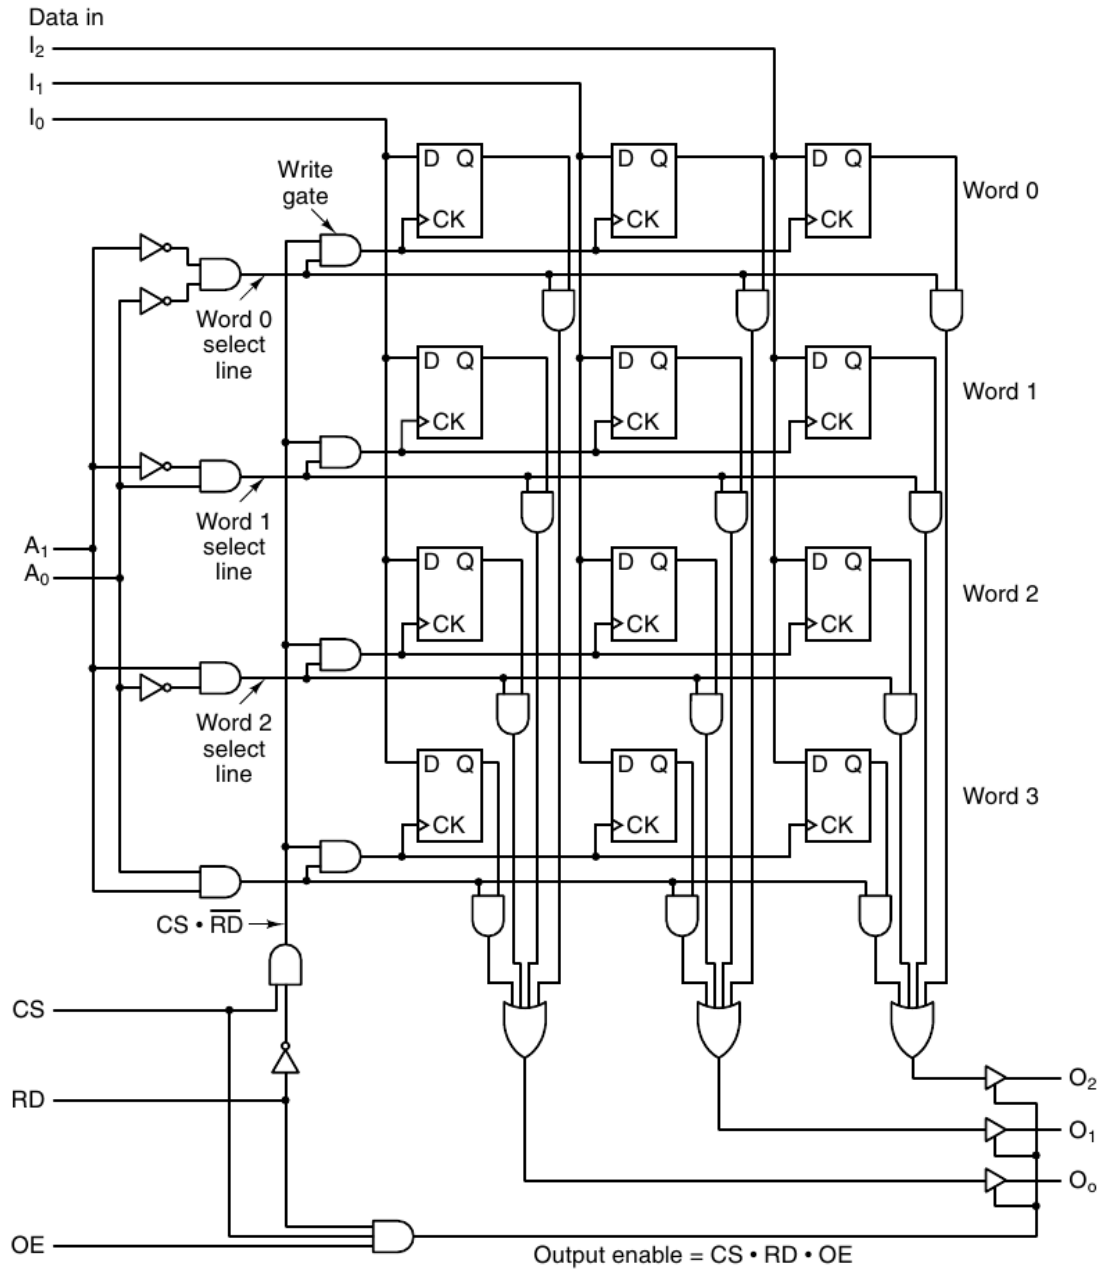 Data in
I₂
I₁
I₀
Write
gate
D Q
CK
D Q
CK
D Q
CK
Word 0
Word 0
select
line
D Q
CK
D Q
CK
D Q
CK
Word 1
Word 1
select
line
A₁
A₀
D Q
CK
D Q
CK
D Q
CK
Word 2
Word 2
select
line
D Q
CK
D Q
CK
D Q
CK
Word 3
CS • R̅D̅
CS
RD
OE
O₂
O₁
Oₒ
Output enable = CS • RD • OE